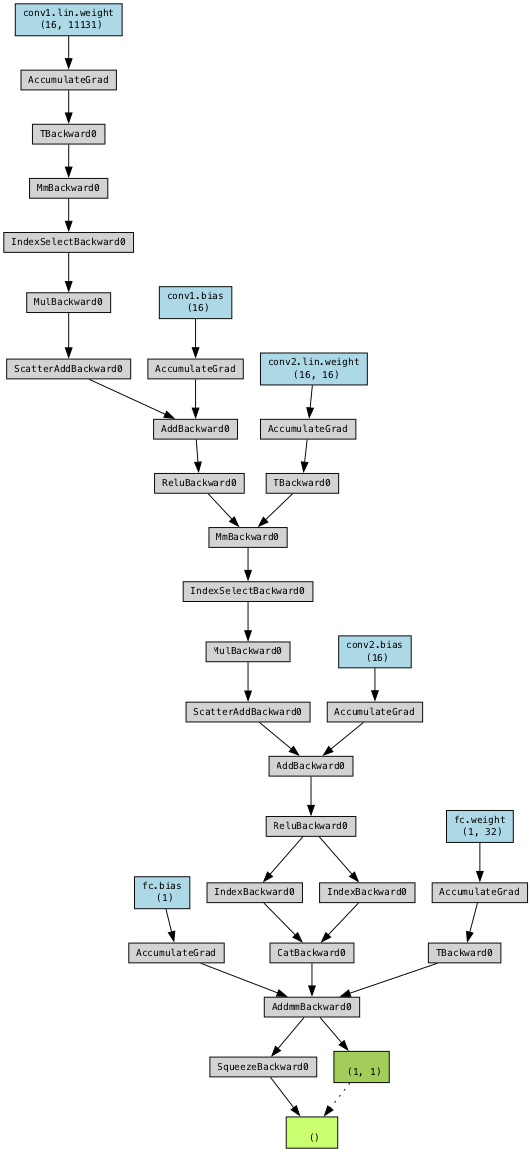 conv1.lin.weight
(16, 11131)
AccumulateGrad
TBackward0
MmBackward0
IndexSelectBackward0
MulBackward0
conv1.bias
(16)
ScatterAddBackward0
AccumulateGrad
conv2.lin.weight
(16, 16)
AddBackward0
AccumulateGrad
ReluBackward0
TBackward0
MmBackward0
IndexSelectBackward0
MulBackward0
conv2.bias
(16)
ScatterAddBackward0
AccumulateGrad
AddBackward0
ReluBackward0
fc.weight
(1, 32)
fc.bias
(1)
IndexBackward0
IndexBackward0
AccumulateGrad
AccumulateGrad
CatBackward0
TBackward0
AddmmBackward0
SqueezeBackward0
(1, 1)
()